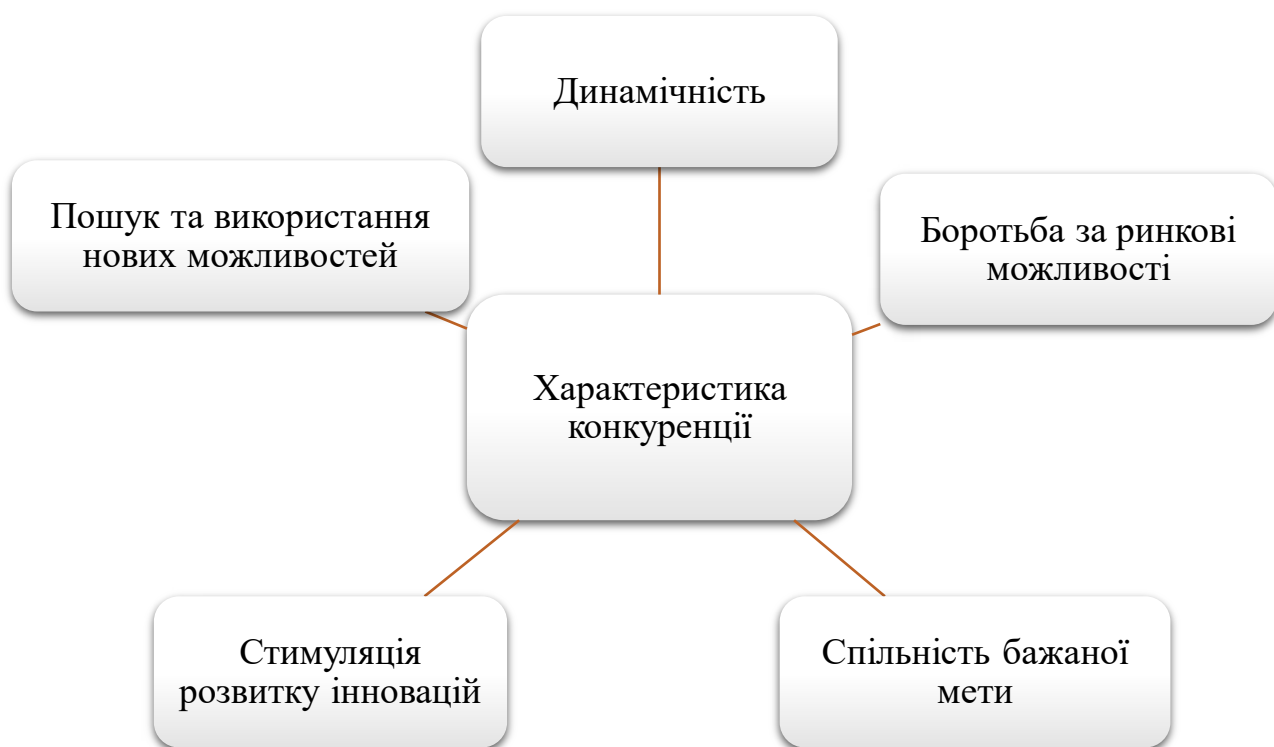 Динамічність
Пошук та використання
нових можливостей
Боротьба за ринкові
можливості
Характеристика
конкуренції
Стимуляція
розвитку інновацій
Спільність бажаної
мети